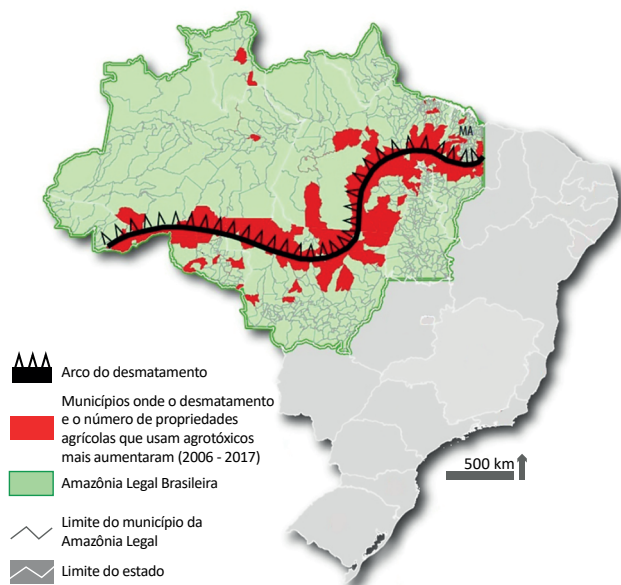 MA
Arco do desmatamento
Municípios onde o desmatamento
e o número de propriedades
agrícolas que usam agrotóxicos
mais aumentaram (2006 - 2017)
Amazônia Legal Brasileira
500 km
Limite do município da
Amazônia Legal
Limite do estado